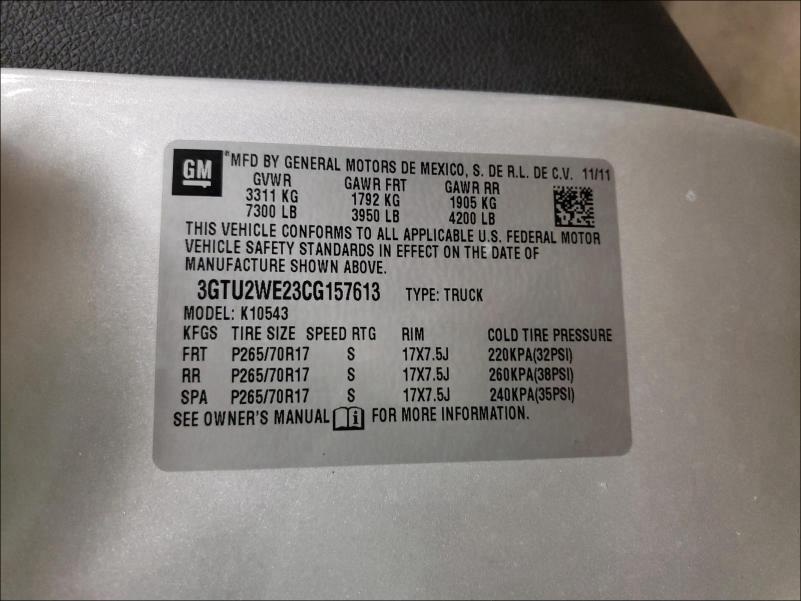 GM
®MFD BY GENERAL MOTORS DE MEXICO, S. DE R.L. DE C.V. 11/11
GVWR GAWR FRT GAWR RR
3311 KG 1792 KG 1905 KG
7300 LB 3950 LB 4200 LB
THIS VEHICLE CONFORMS TO ALL APPLICABLE U.S. FEDERAL MOTOR
VEHICLE SAFETY STANDARDS IN EFFECT ON THE DATE OF
MANUFACTURE SHOWN ABOVE.
3GTU2WE23CG157613 TYPE: TRUCK
MODEL: K10543
KFGS TIRE SIZE SPEED RTG RIM COLD TIRE PRESSURE
FRT P265/70R17 S 17X7.5J 220KPA(32PSI)
RR P265/70R17 S 17X7.5J 260KPA(38PSI)
SPA P265/70R17 S 17X7.5J 240KPA(35PSI)
SEE OWNER'S MANUAL i FOR MORE INFORMATION.